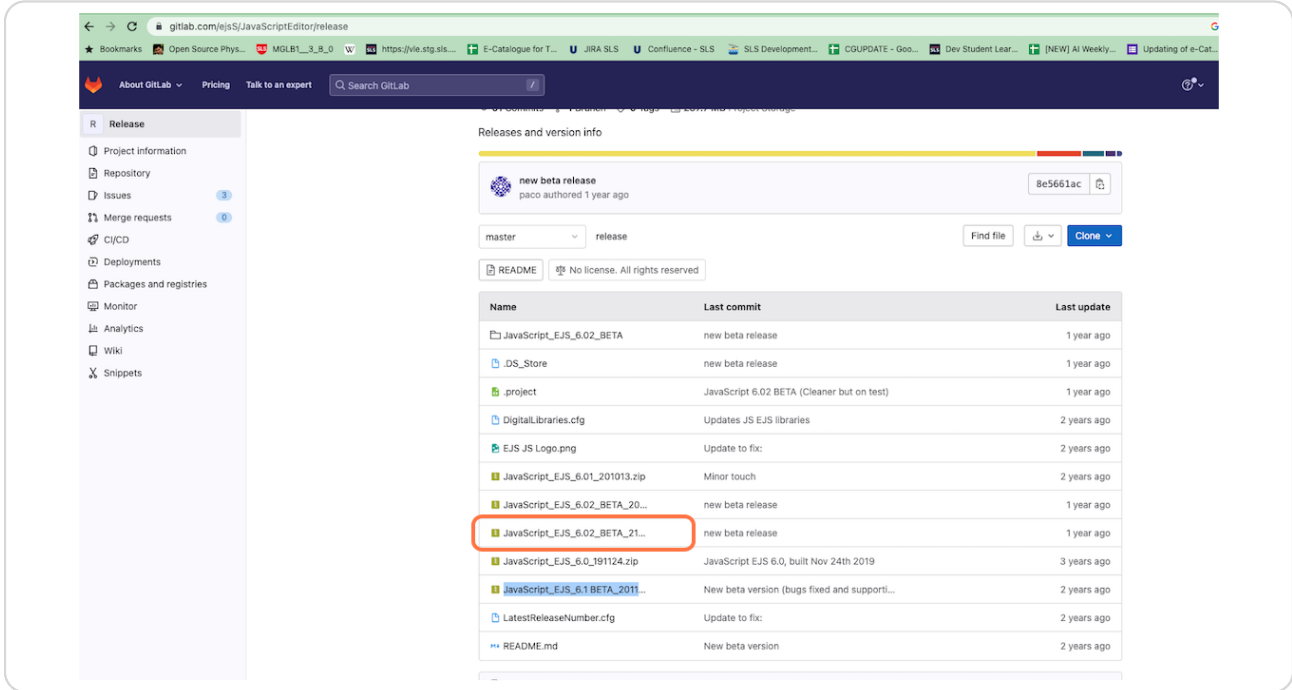 gitlab.com/ejsS/JavaScriptEditor/release
Bookmarks Open Source Phys... MGLB1__3_8_0 https://vle.stg.sls.... E-Catalogue for T... JIRA SLS Confluence - SLS SLS Development... CGUPDATE - Goo... Dev Student Lear... [NEW] AI Weekly... Updating of e-Cat...
About GitLab Pricing Talk to an expert Search GitLab /
R Release
Project information
Repository
Issues 3
Merge requests 0
CI/CD
Deployments
Packages and registries
Monitor
Analytics
Wiki
Snippets
Project Storage
Releases and version info
new beta release
paco authored 1 year ago
8e5661ac
master release Find file Clone
README No license. All rights reserved
Name Last commit Last update
JavaScript_EJS_6.02_BETA new beta release 1 year ago
.DS_Store new beta release 1 year ago
.project JavaScript 6.02 BETA (Cleaner but on test) 1 year ago
DigitalLibraries.cfg Updates JS EJS libraries 2 years ago
EJS JS Logo.png Update to fix: 2 years ago
JavaScript_EJS_6.01_201013.zip Minor touch 2 years ago
JavaScript_EJS_6.02_BETA_20... new beta release 1 year ago
JavaScript_EJS_6.02_BETA_21... new beta release 1 year ago
JavaScript_EJS_6.0_191124.zip JavaScript EJS 6.0, built Nov 24th 2019 3 years ago
JavaScript_EJS_6.1 BETA_2011... New beta version (bugs fixed and supporti... 2 years ago
LatestReleaseNumber.cfg Update to fix: 2 years ago
README.md New beta version 2 years ago